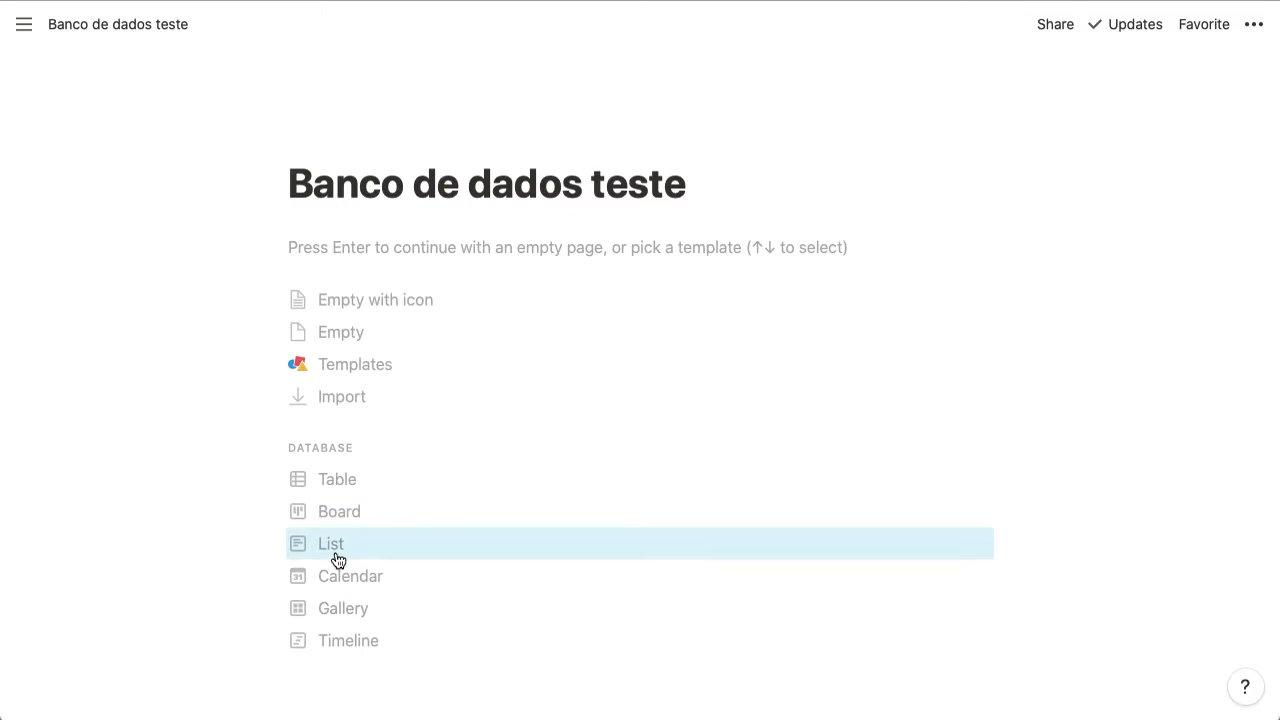 Banco de dados teste
Share
Updates
Favorite
Banco de dados teste
Press Enter to continue with an empty page, or pick a template (↑↓ to select)
Empty with icon
Empty
Templates
Import
DATABASE
Table
Board
List
31 Calendar
Gallery
Timeline
?